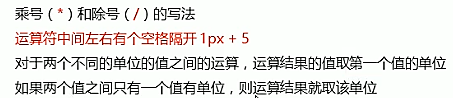 乘号(*)和除号(/)的写法
运算符中间左右有个空格隔开1px + 5
对于两个不同的单位的值之间的运算,运算结果的值取第一个值的单位
如果两个值之间只有一个值有单位,则运算结果就取该单位